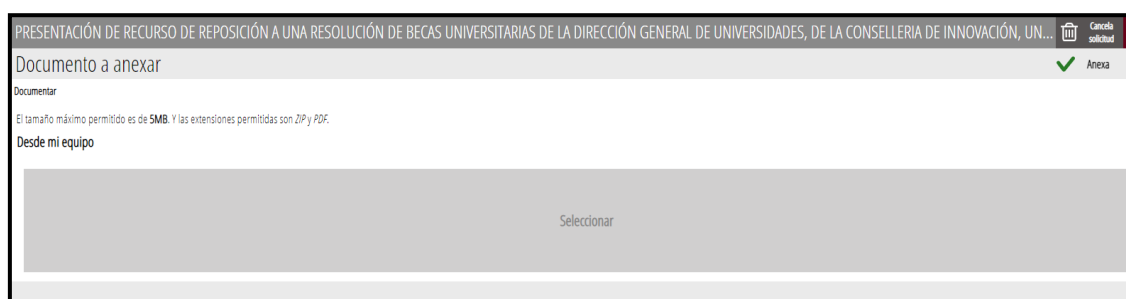 PRESENTACIÓN DE RECURSO DE REPOSICIÓN A UNA RESOLUCIÓN DE BECAS UNIVERSITARIAS DE LA DIRECCIÓN GENERAL DE UNIVERSIDADES, DE LA CONSELLERIA DE INNOVACIÓN, UN...
Cancela
solicitud
Documento a anexar
Anexa
Documentar
El tamaño máximo permitido es de 5MB. Y las extensiones permitidas son ZIP y PDF.
Desde mi equipo
Seleccionar